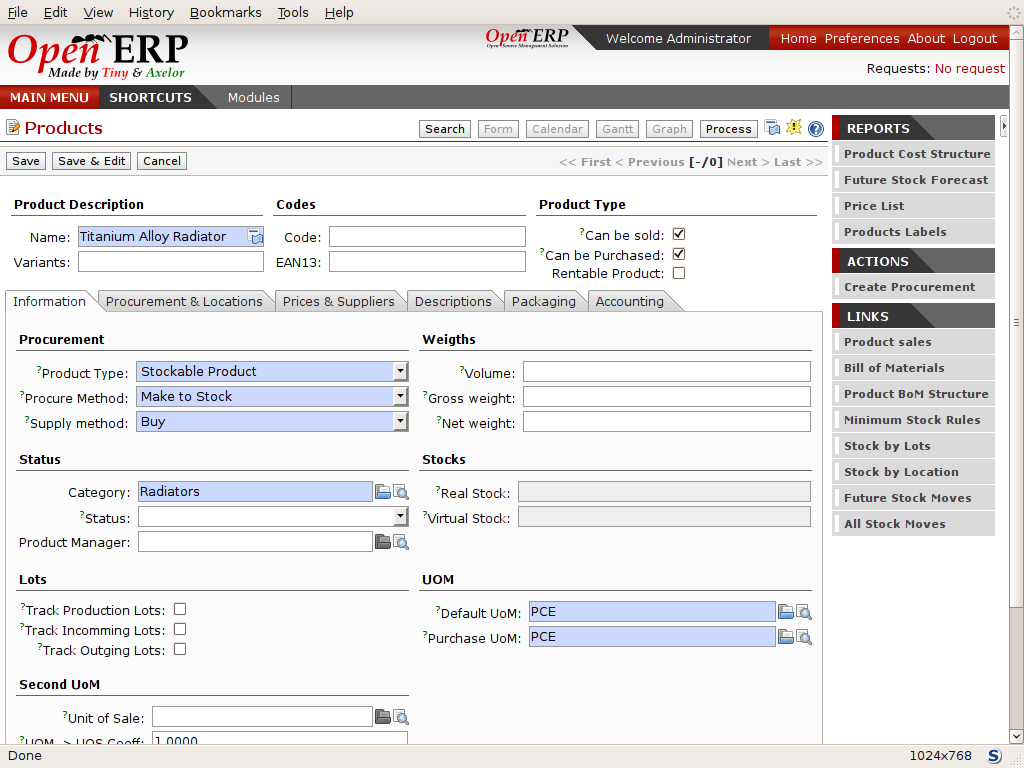 File Edit View History Bookmarks Tools Help
Open ERP
Made by Tiny & Axelor
Open ERP
Open Source Management Solution
Welcome Administrator
Home Preferences About Logout
Requests: No request
MAIN MENU SHORTCUTS Modules
Products
Search Form Calendar Gantt Graph Process
Save Save & Edit Cancel
<< First < Previous [-/0] Next > Last >>
Product Description Codes Product Type
Name: Titanium Alloy Radiator Code: ?Can be sold:
?Can be Purchased:
Variants: EAN13: Rentable Product:
Information Procurement & Locations Prices & Suppliers Descriptions Packaging Accounting
Procurement Weigths
?Product Type: Stockable Product ?Volume:
?Procure Method: Make to Stock ?Gross weight:
?Supply method: Buy ?Net weight:
Status Stocks
Category: Radiators ?Real Stock:
?Status: ?Virtual Stock:
Product Manager:
Lots UOM
?Track Production Lots: ?Default UoM: PCE
?Track Incomming Lots: ?Purchase UoM: PCE
?Track Outging Lots:
Second UoM
?Unit of Sale:
?UOM -> UOS Coeff: 1.0000
REPORTS
Product Cost Structure
Future Stock Forecast
Price List
Products Labels
ACTIONS
Create Procurement
LINKS
Product sales
Bill of Materials
Product BoM Structure
Minimum Stock Rules
Stock by Lots
Stock by Location
Future Stock Moves
All Stock Moves
Done 1024x768 S